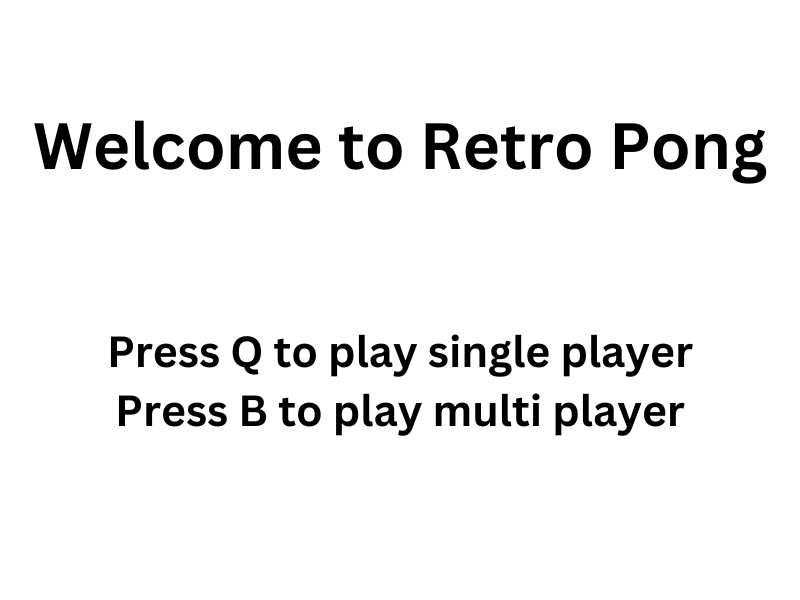 Welcome to Retro Pong
Press Q to play single player
Press B to play multi player